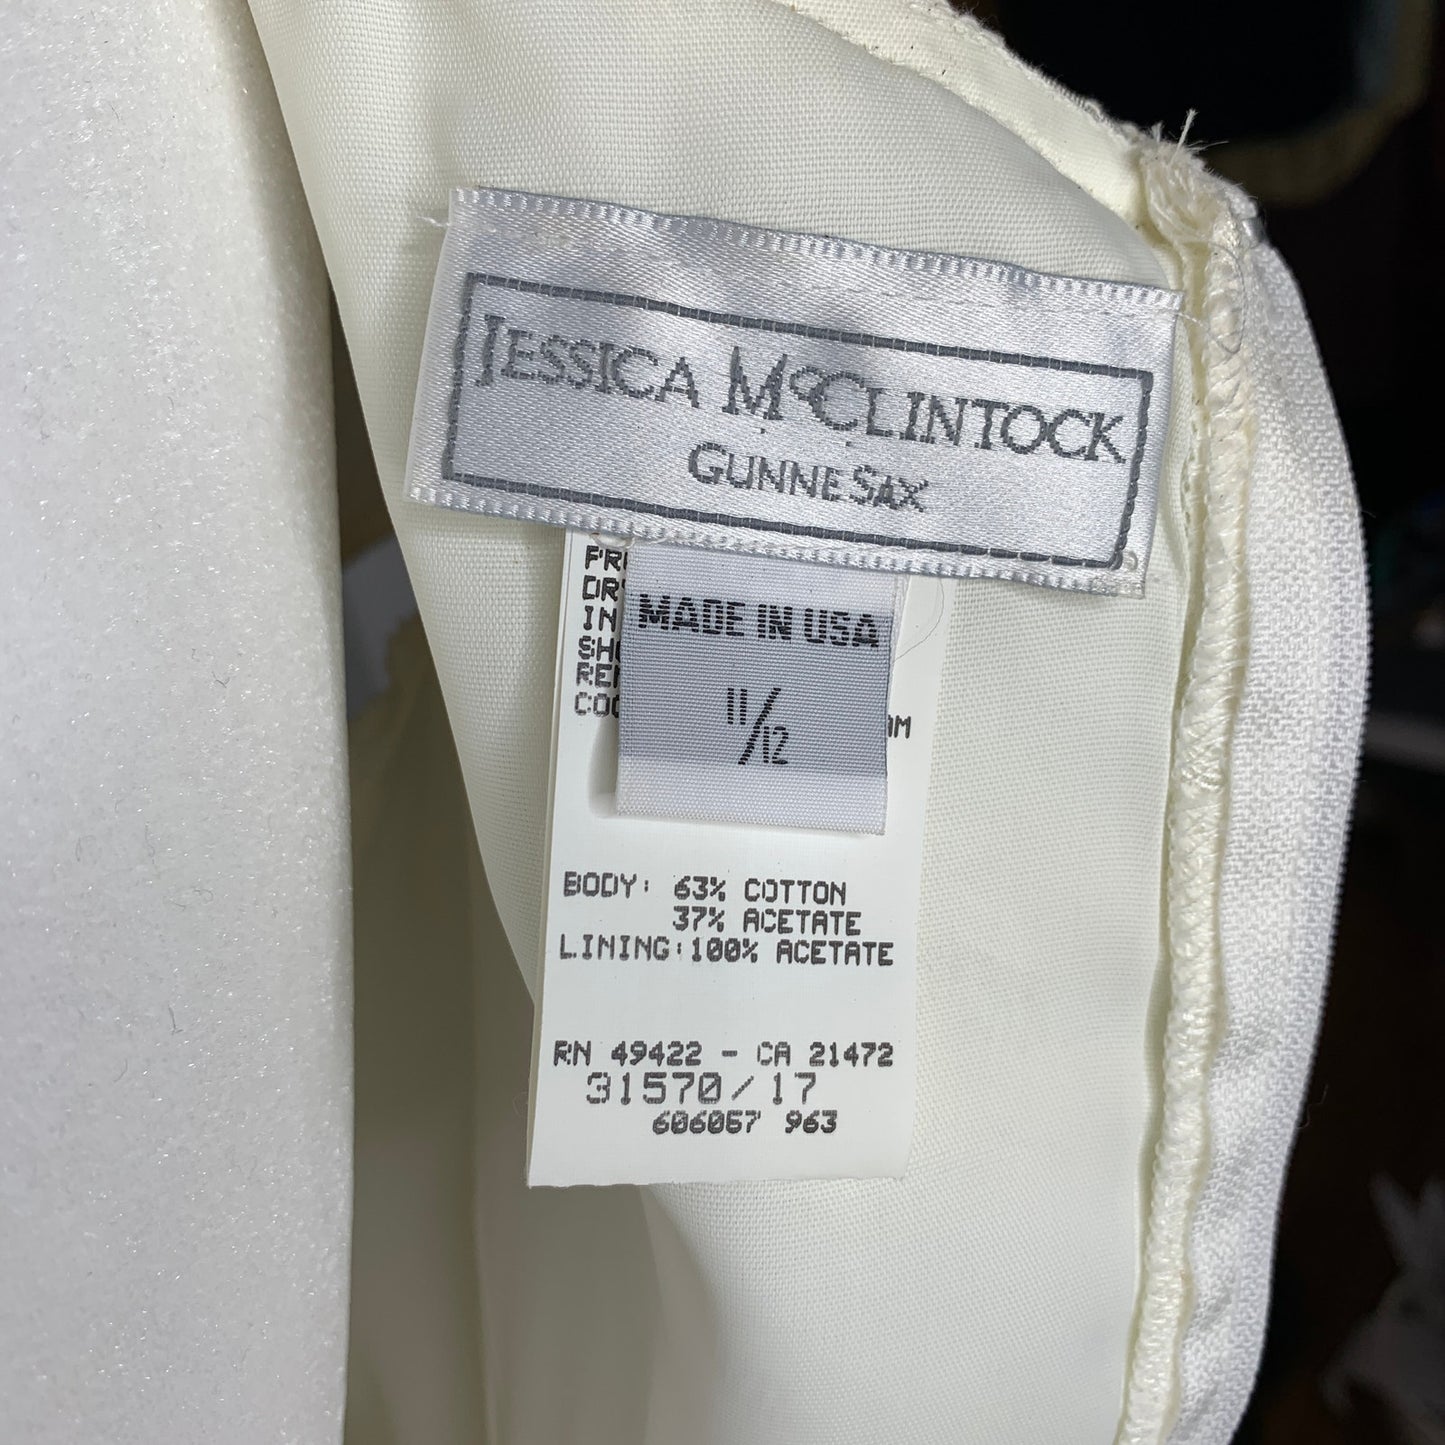 JESSICA McCLINTOCK
GUNNE SAX
MADE IN USA
11/12
BODY: 63% COTTON
37% ACETATE
LINING: 100% ACETATE
RN 49422 - CA 21472
31570/17
606057 963